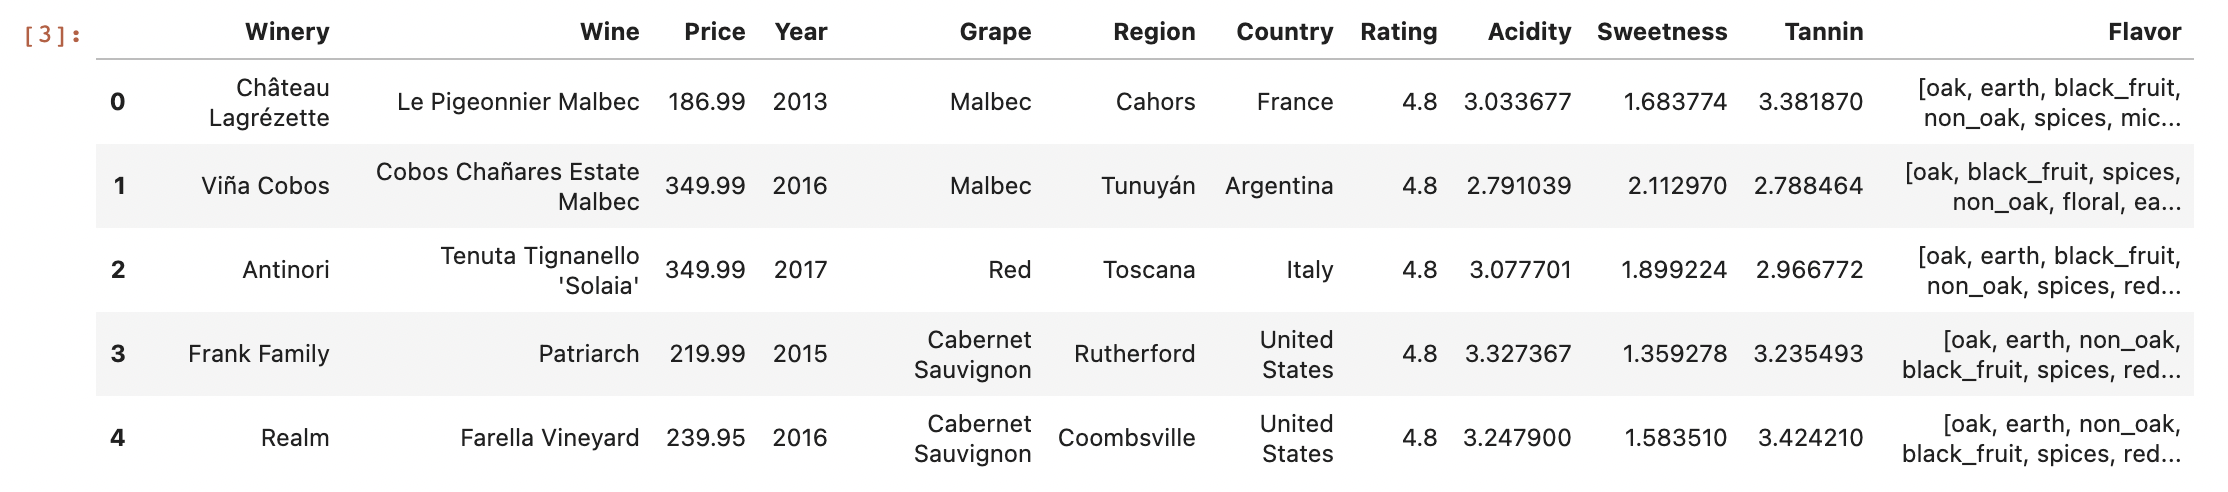 [3]: Winery Wine Price Year Grape Region Country Rating Acidity Sweetness Tannin Flavor
0 Château Lagrézette Le Pigeonnier Malbec 186.99 2013 Malbec Cahors France 4.8 3.033677 1.683774 3.381870 [oak, earth, black_fruit, non_oak, spices, mic...
1 Viña Cobos Cobos Chañares Estate Malbec 349.99 2016 Malbec Tunuyán Argentina 4.8 2.791039 2.112970 2.788464 [oak, black_fruit, spices, non_oak, floral, ea...
2 Antinori Tenuta Tignanello 'Solaia' 349.99 2017 Red Toscana Italy 4.8 3.077701 1.899224 2.966772 [oak, earth, black_fruit, non_oak, spices, red...
3 Frank Family Patriarch 219.99 2015 Cabernet Sauvignon Rutherford United States 4.8 3.327367 1.359278 3.235493 [oak, earth, non_oak, black_fruit, spices, red...
4 Realm Farella Vineyard 239.95 2016 Cabernet Sauvignon Coombsville United States 4.8 3.247900 1.583510 3.424210 [oak, earth, non_oak, black_fruit, spices, red...